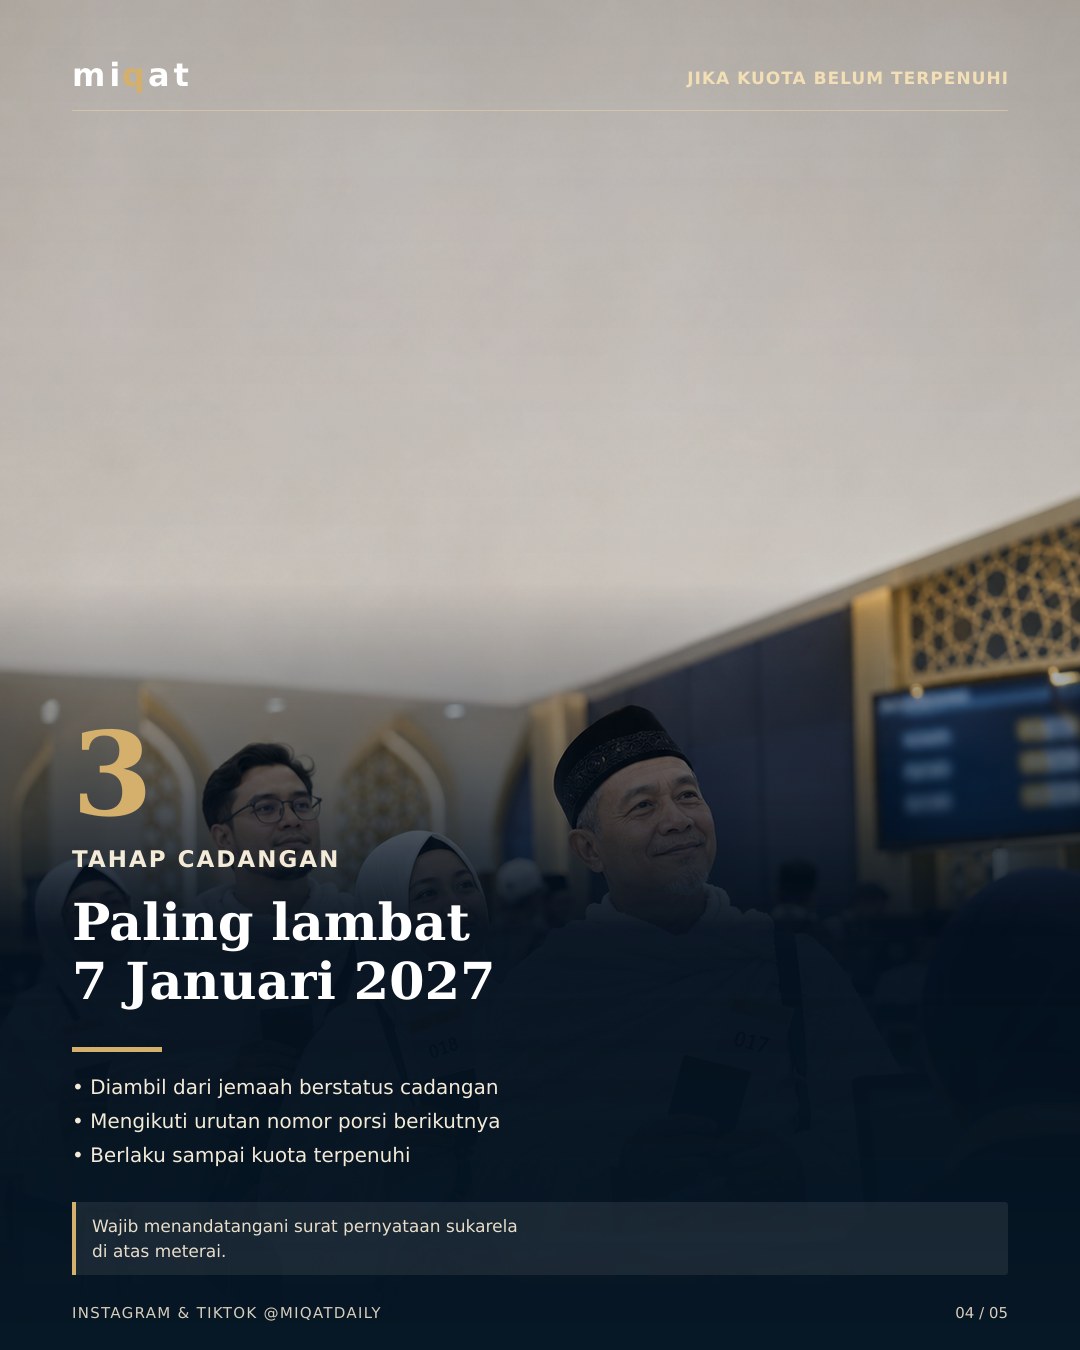 miqat
JIKA KUOTA BELUM TERPENUHI
3
TAHAP CADANGAN
Paling lambat
7 Januari 2027
018
017
• Diambil dari jemaah berstatus cadangan
• Mengikuti urutan nomor porsi berikutnya
• Berlaku sampai kuota terpenuhi
Wajib menandatangani surat pernyataan sukarela
di atas meterai.
INSTAGRAM & TIKTOK @MIQATDAILY
04 / 05